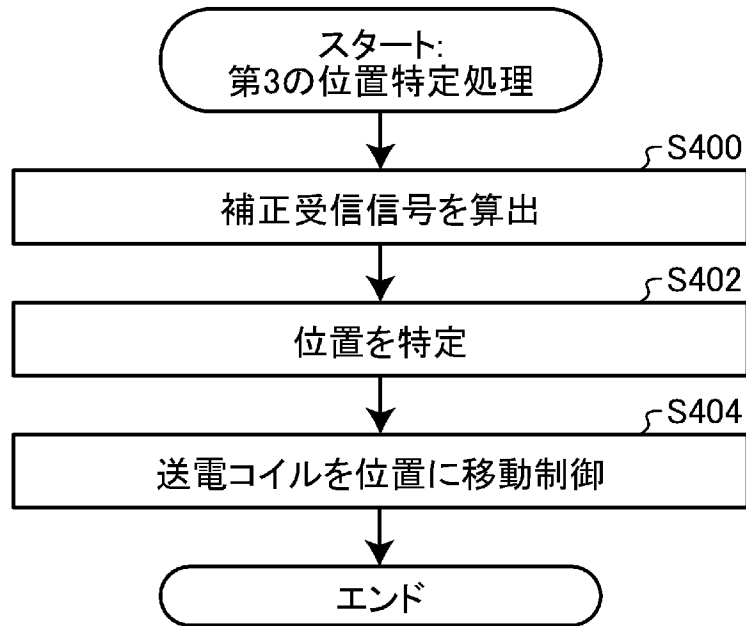 スタート:
第3の位置特定処理
S400
補正受信信号を算出
S402
位置を特定
S404
送電コイルを位置に移動制御
エンド